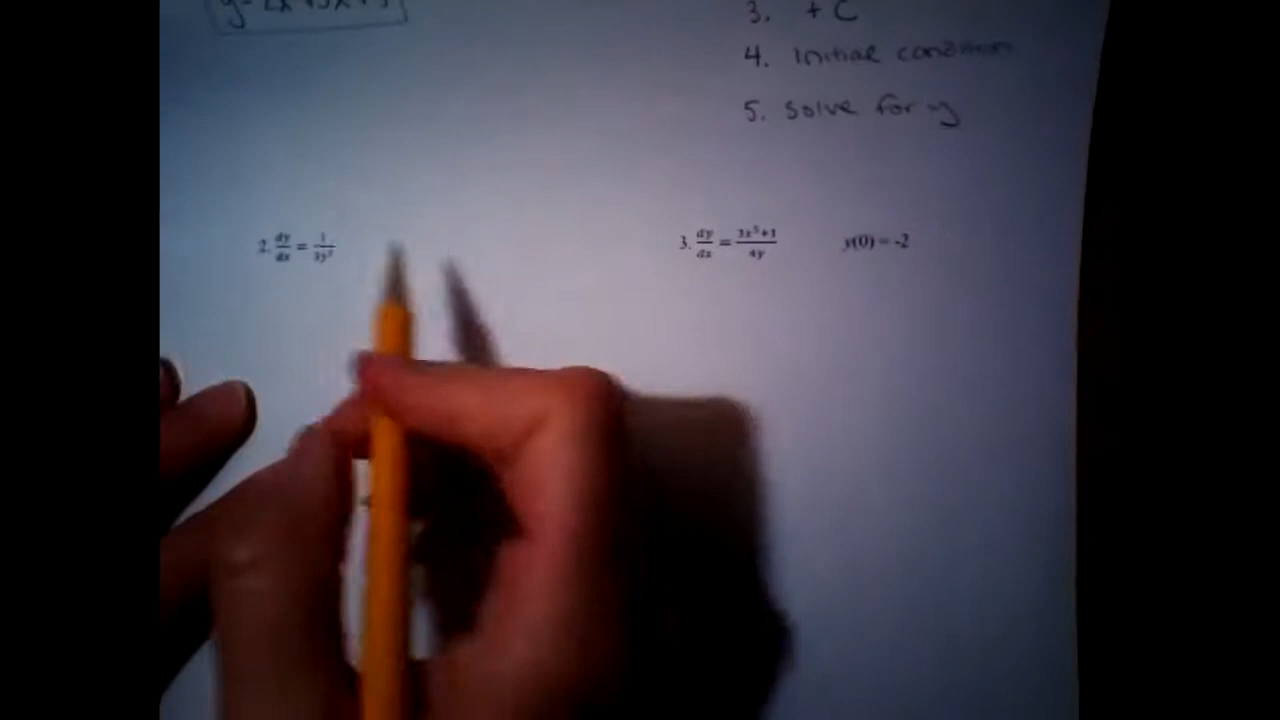 3. + C
4. Initial condition
5. Solve for y
2. dy/dx = 1/3y²
3. dy/dx = 3x⁵+1/4y y(0) = -2